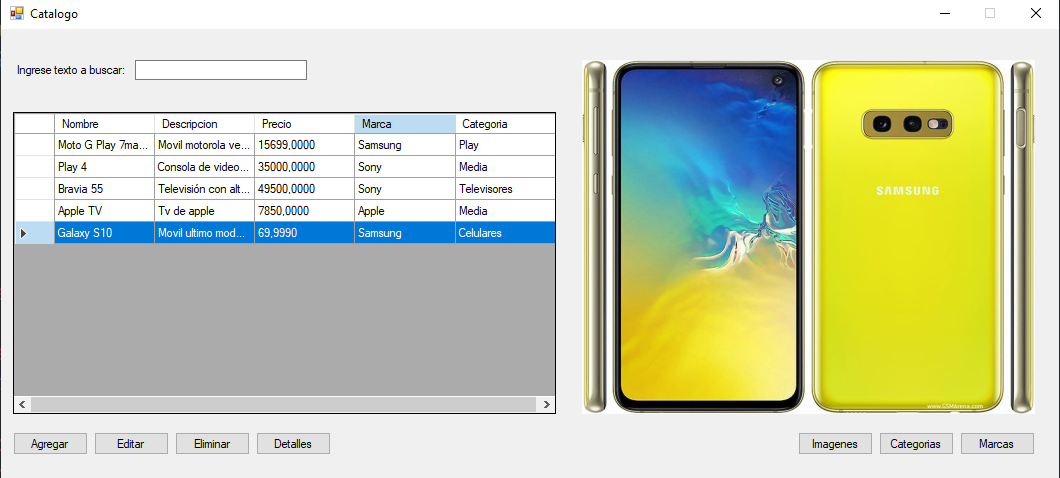 Catalogo
Ingrese texto a buscar:
Nombre Descripcion Precio Marca Categoria
Moto G Play 7ma... Movil motorola ve... 15699,0000 Samsung Play
Play 4 Consola de video... 35000,0000 Sony Media
Bravia 55 Televisión con alt... 49500,0000 Sony Televisores
Apple TV Tv de apple 7850,0000 Apple Media
Galaxy S10 Movil ultimo mod... 69,9990 Samsung Celulares
SAMSUNG
www.GSMArena.com
Agregar Editar Eliminar Detalles Imagenes Categorias Marcas